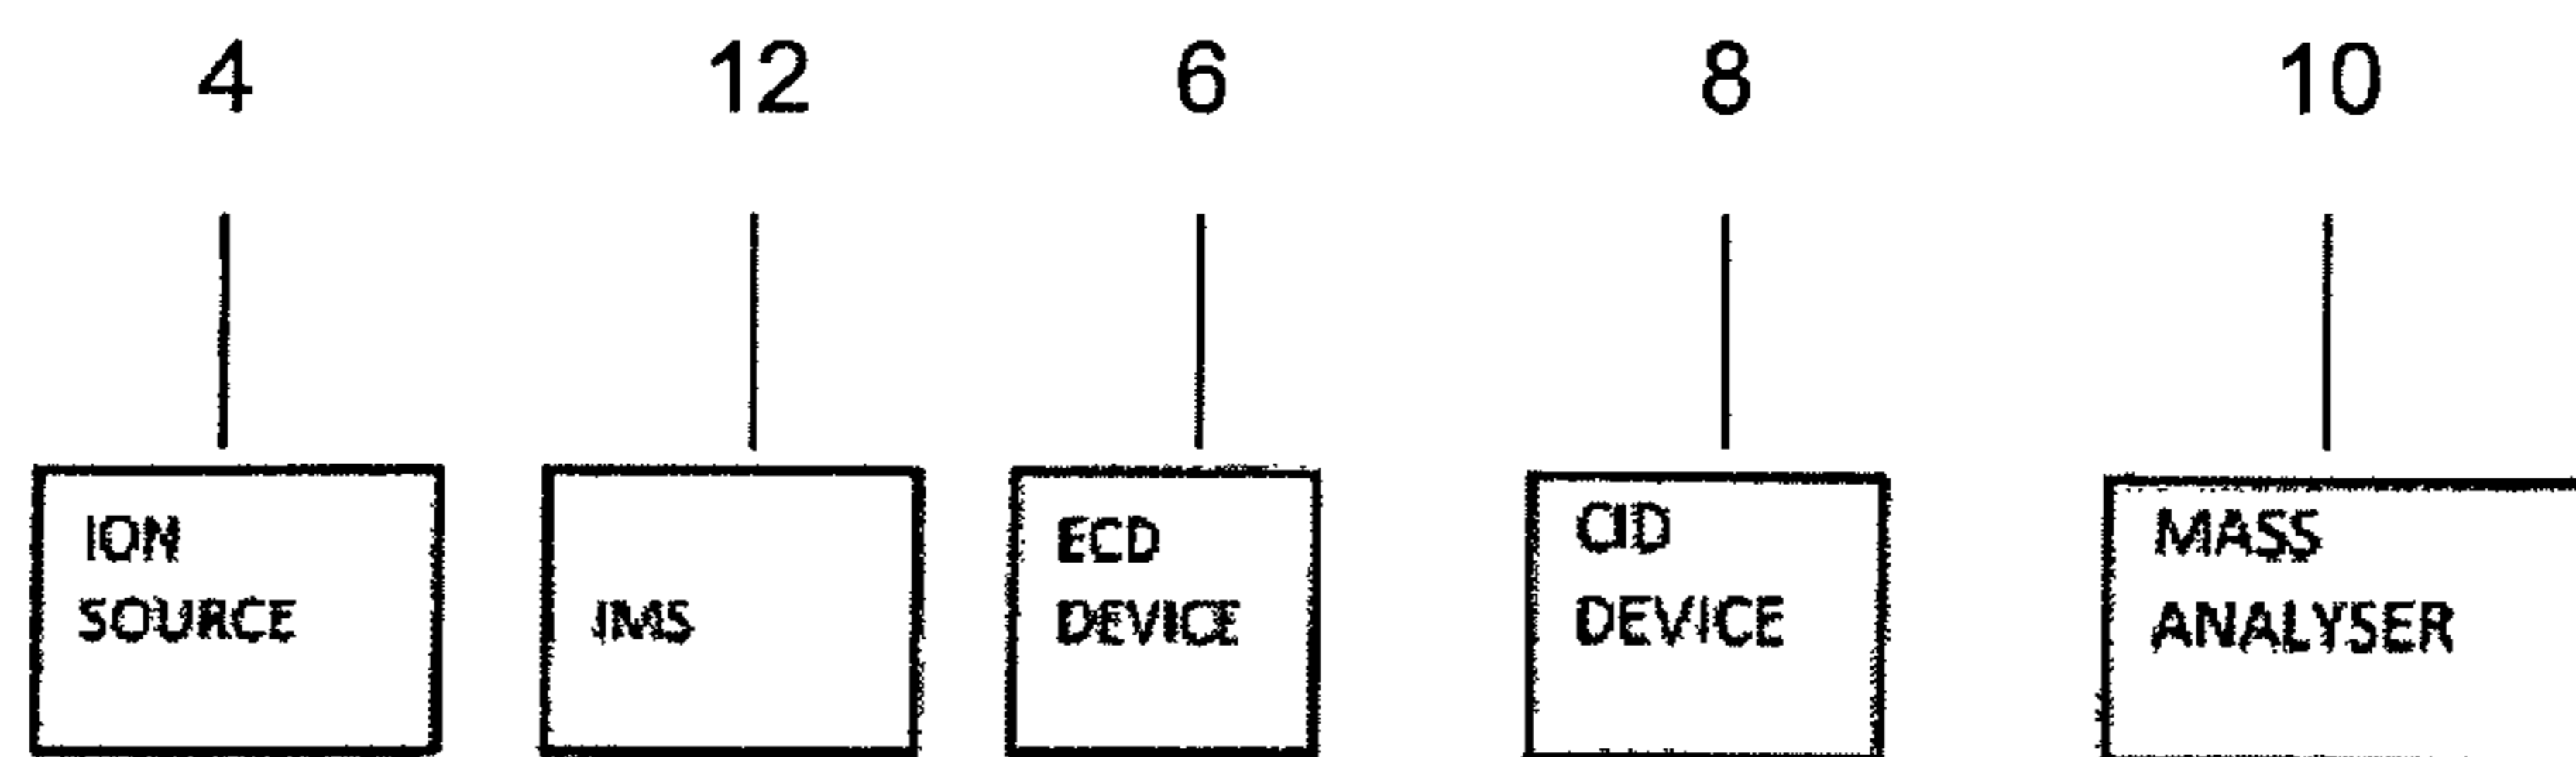 4 12 6 8 10
ION
SOURCE
IMS
ECD
DEVICE
CID
DEVICE
MASS
ANALYSER